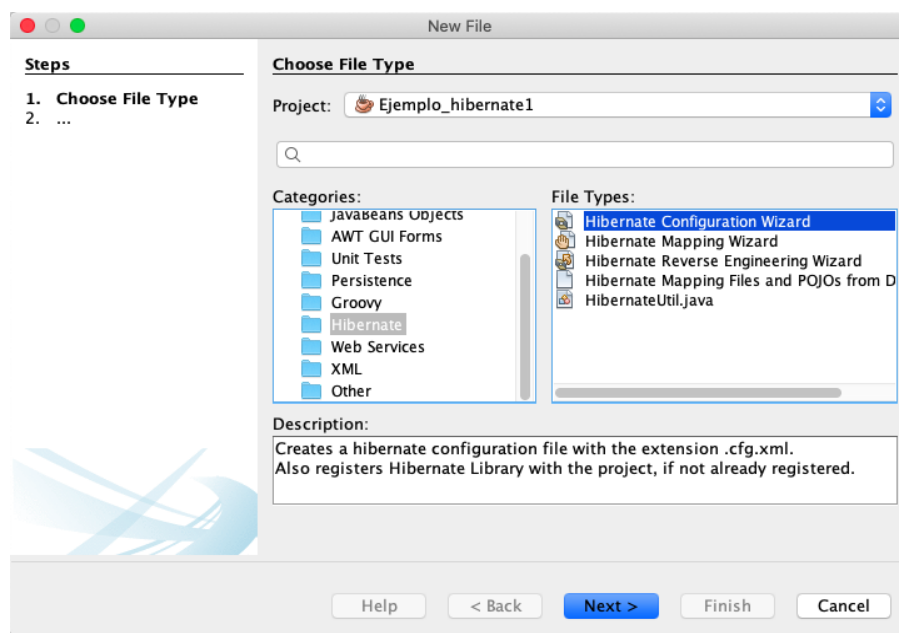 New File
Steps
1. Choose File Type
2. ...
Choose File Type
Project: Ejemplo_hibernate1
Categories:
JavaBeans Objects
AWT GUI Forms
Unit Tests
Persistence
Groovy
Hibernate
Web Services
XML
Other
File Types:
Hibernate Configuration Wizard
Hibernate Mapping Wizard
Hibernate Reverse Engineering Wizard
Hibernate Mapping Files and POJOs from D
HibernateUtil.java
Description:
Creates a hibernate configuration file with the extension .cfg.xml.
Also registers Hibernate Library with the project, if not already registered.
Help < Back Next > Finish Cancel